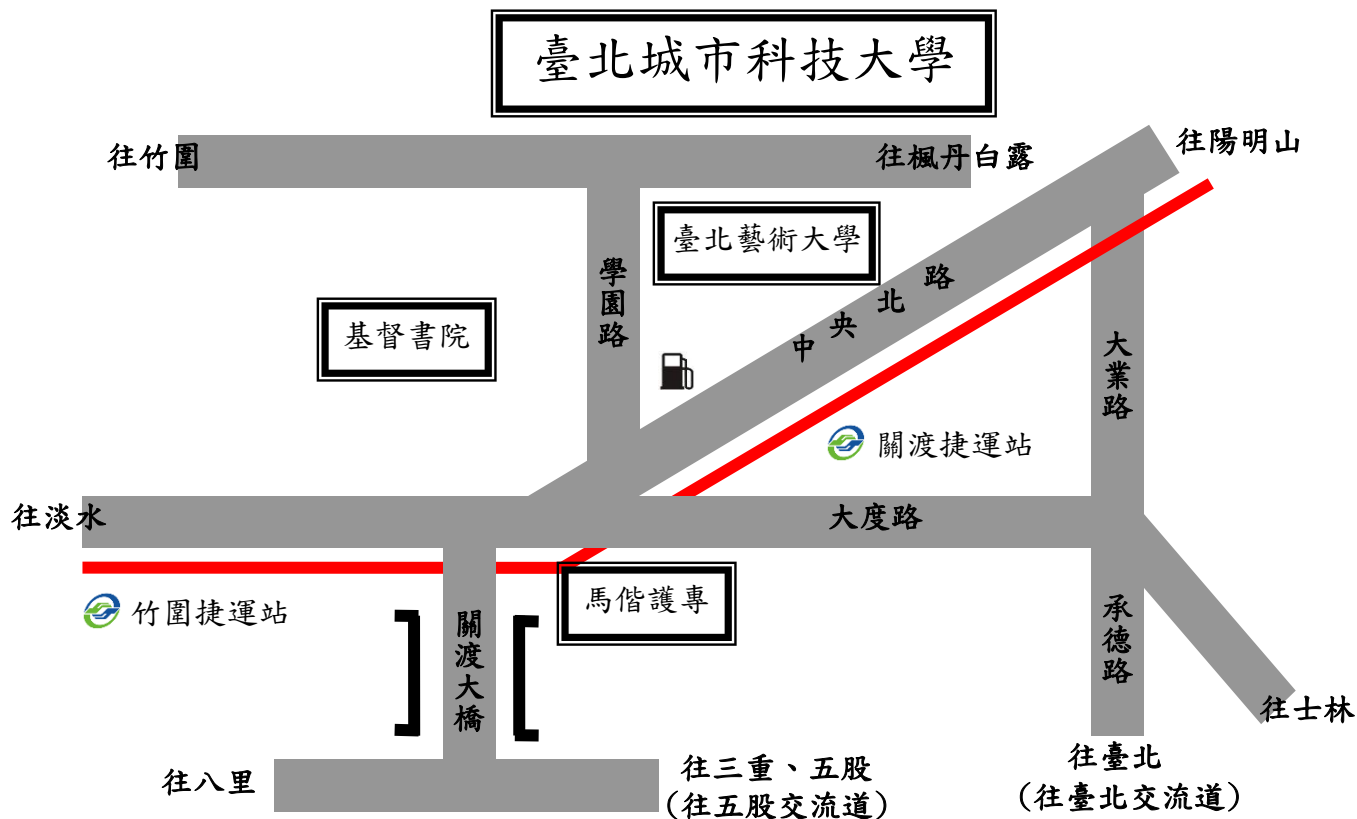 臺北城市科技大學
往竹圍
往楓丹白露
往陽明山
臺北藝術大學
學園路
中央北路
基督書院
大業路
關渡捷運站
往淡水
大度路
竹圍捷運站
關渡大橋
馬偕護專
承德路
往士林
往八里
往三重、五股
(往五股交流道)
往臺北
(往臺北交流道)